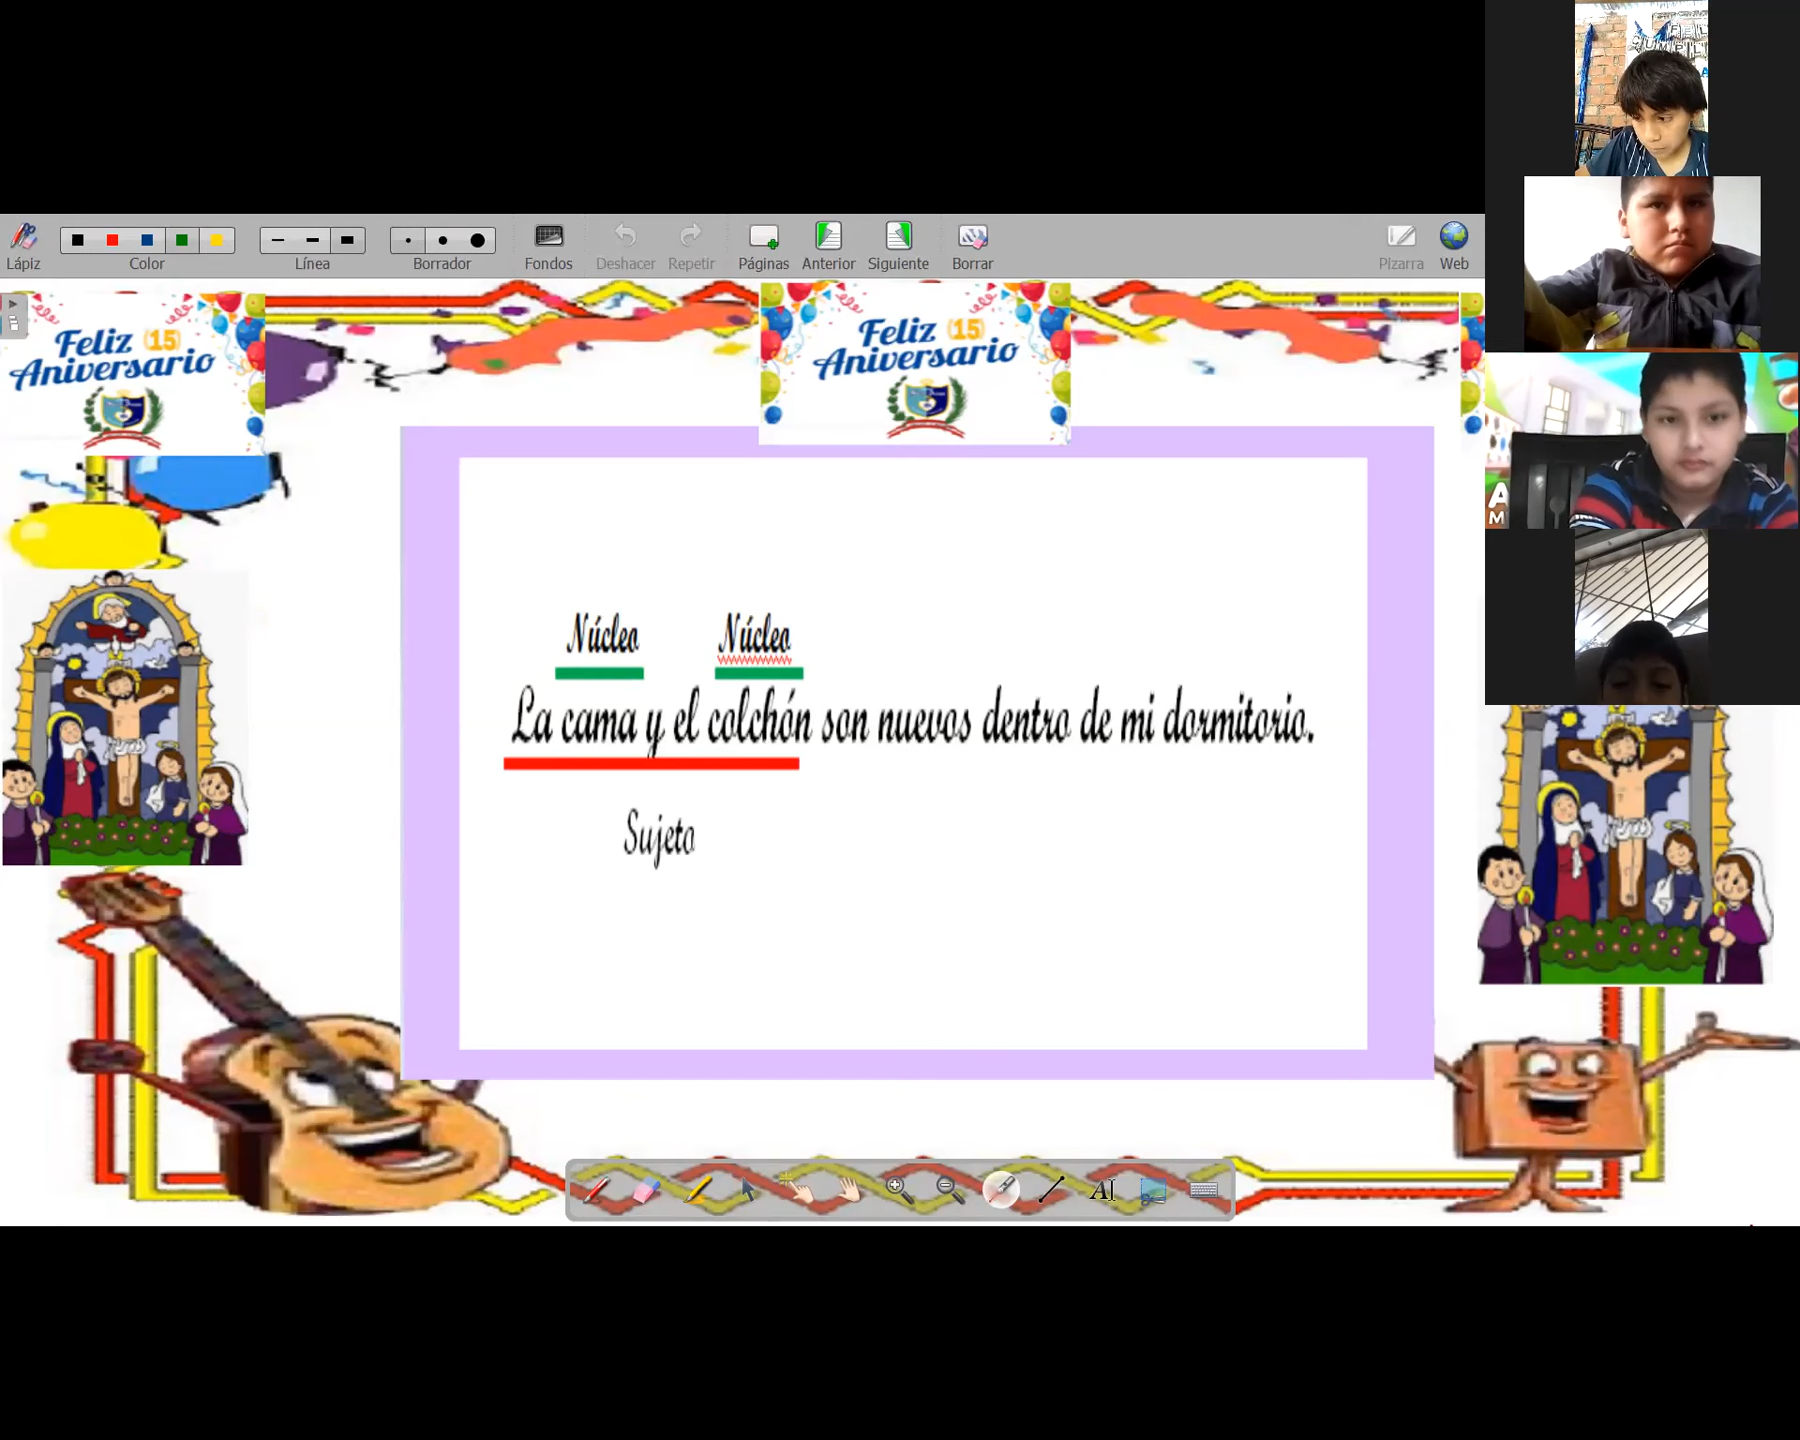 Lápiz
Color
Línea
Borrador
Fondos
Deshacer
Repetir
Páginas
Anterior
Siguiente
Borrar
Pizarra
Web
Feliz 15
Aniversario
Feliz 15
Aniversario
Núcleo Núcleo
La cama y el colchón son nuevos dentro de mi dormitorio.
Sujeto
AI